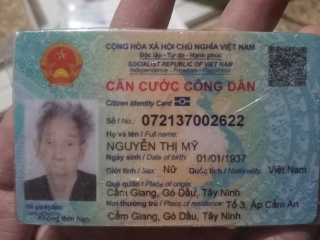 CỘNG HÒA XÃ HỘI CHỦ NGHĨA VIỆT NAM
Độc lập - Tự do - Hạnh phúc
SOCIALIST REPUBLIC OF VIET NAM
Independence - Freedom - Happiness
CĂN CƯỚC CÔNG DÂN
Citizen Identity Card
Số / No.: 072137002622
Họ và tên / Full name:
NGUYỄN THỊ MỸ
Ngày sinh / Date of birth: 01/01/1937
Giới tính / Sex: Nữ Quốc tịch / Nationality: Việt Nam
Quê quán / Place of origin:
Cẩm Giang, Gò Dầu, Tây Ninh
Nơi thường trú / Place of residence: Tổ 3, Ấp Cẩm An
Cẩm Giang, Gò Dầu, Tây Ninh
Có giá trị đến:
Không thời hạn